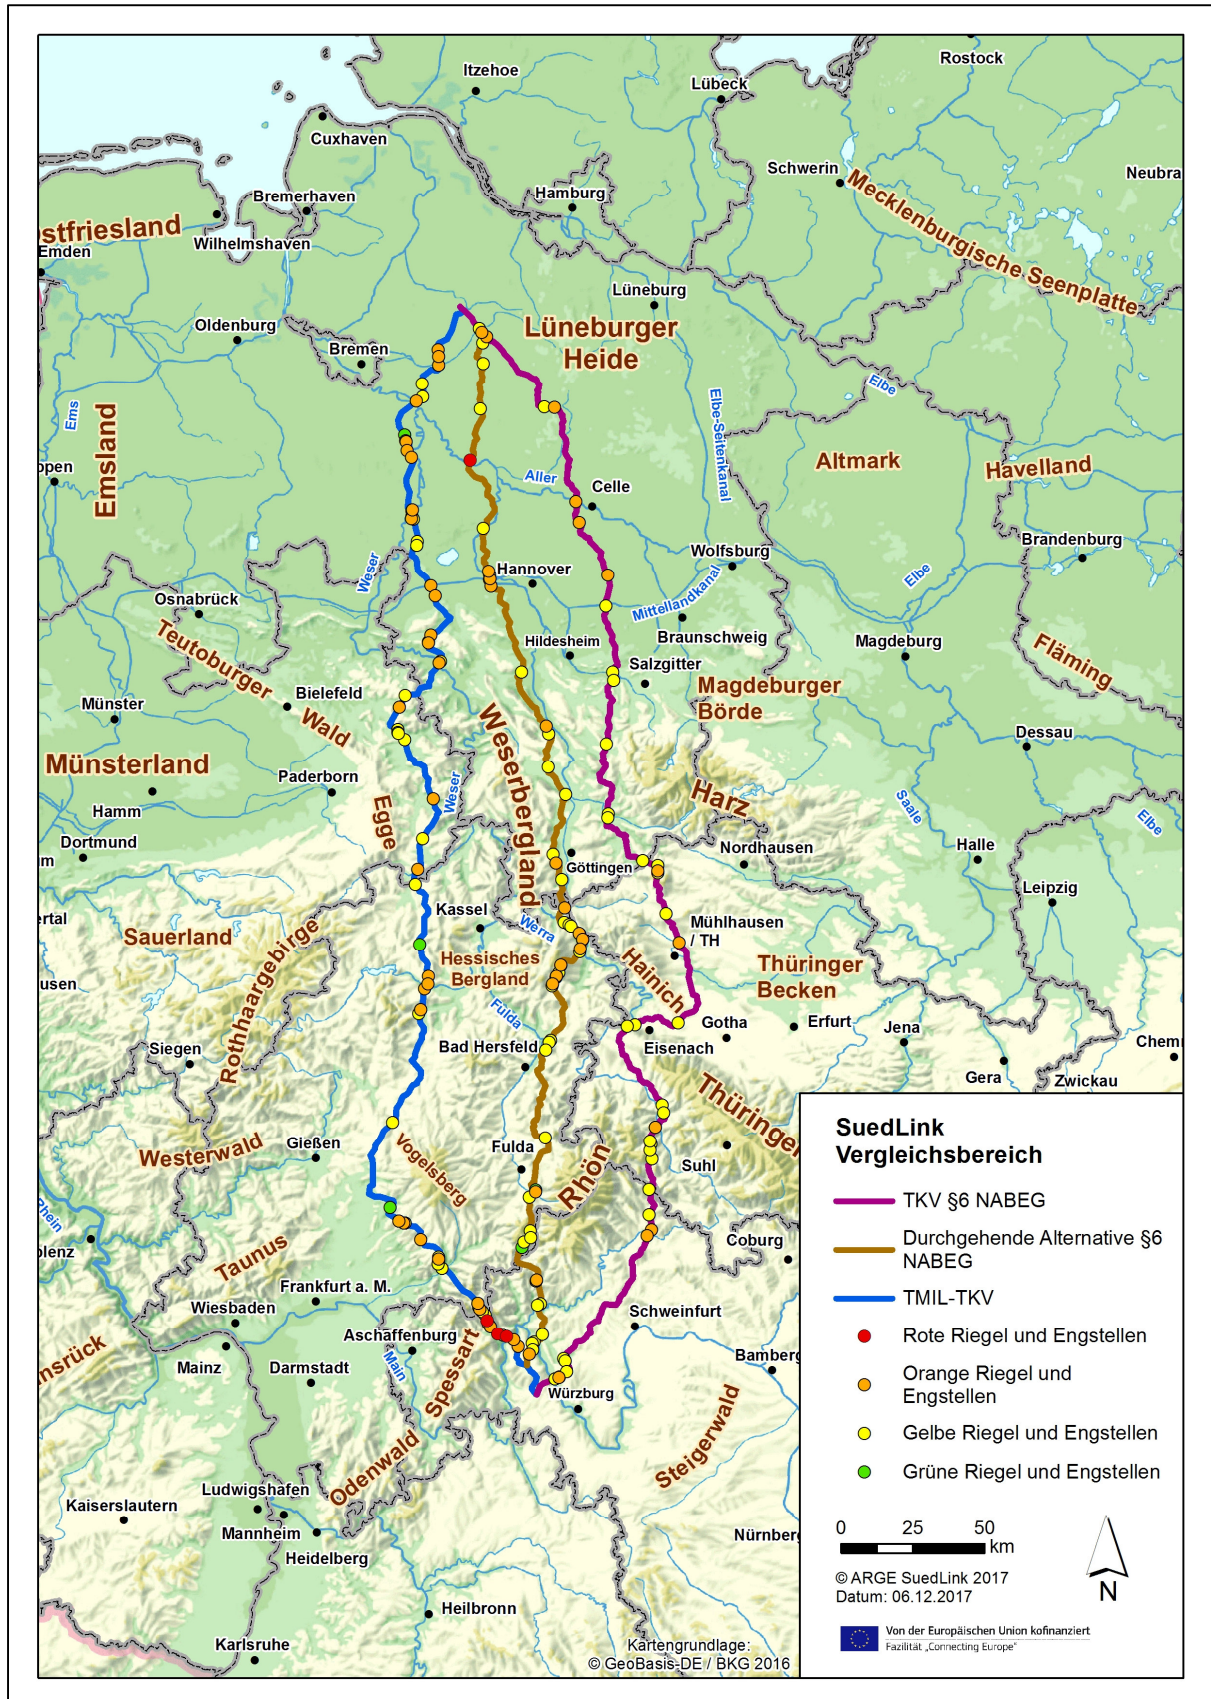 Rostock
Itzehoe
Lübeck
Cuxhaven
Schwerin
Neubra
Hamburg
Bremerhaven
Mecklenburgische Seenplatte
stfriesland
Wilhelmshaven
Emden
Lüneburg
Oldenburg
Lüneburger
Heide
Bremen
Elbe
Ems
Elbe-Seitenkanal
Emsland
Altmark
Havelland
ppen
Aller
Celle
Brandenburg
Wolfsburg
Weser
Hannover
Elbe
Mittellandkanal
Osnabrück
Teutoburger
Wald
Hildesheim
Braunschweig
Magdeburg
Fläming
Salzgitter
Magdeburger
Börde
Bielefeld
Münster
Weserbergland
Dessau
Münsterland
Paderborn
Harz
Weser
Hamm
Egge
Saale
Elbe
Dortmund
m
Göttingen
Nordhausen
Halle
Leipzig
ertal
Kassel
Mühlhausen
/ TH
Sauerland
Werra
Rothhaargebirge
Hessisches
Bergland
Hainich
Thüringer
Becken
usen
Fulda
Gotha
Erfurt
Jena
Siegen
Bad Hersfeld
Eisenach
Chem
Gera
Zwickau
Thüringer
Westerwald
Gießen
Vogelsberg
Fulda
Rhön
Suhl
Rhein
blenz
Taunus
Coburg
Frankfurt a. M.
Wiesbaden
Schweinfurt
Aschaffenburg
nsrück
Mainz
Darmstadt
Main
Spessart
Bamberg
Würzburg
Steigerwald
Odenwald
Ludwigshafen
Kaiserslautern
Mannheim
Heidelberg
Nürnberg
Heilbronn
Karlsruhe
Kartengrundlage:
© GeoBasis-DE / BKG 2016
SuedLink
Vergleichsbereich
TKV §6 NABEG
Durchgehende Alternative §6
NABEG
TMIL-TKV
Rote Riegel und Engstellen
Orange Riegel und
Engstellen
Gelbe Riegel und Engstellen
Grüne Riegel und Engstellen
0 25 50
km
© ARGE SuedLink 2017
Datum: 06.12.2017
N
Von der Europäischen Union kofinanziert
Fazilität „Connecting Europe“